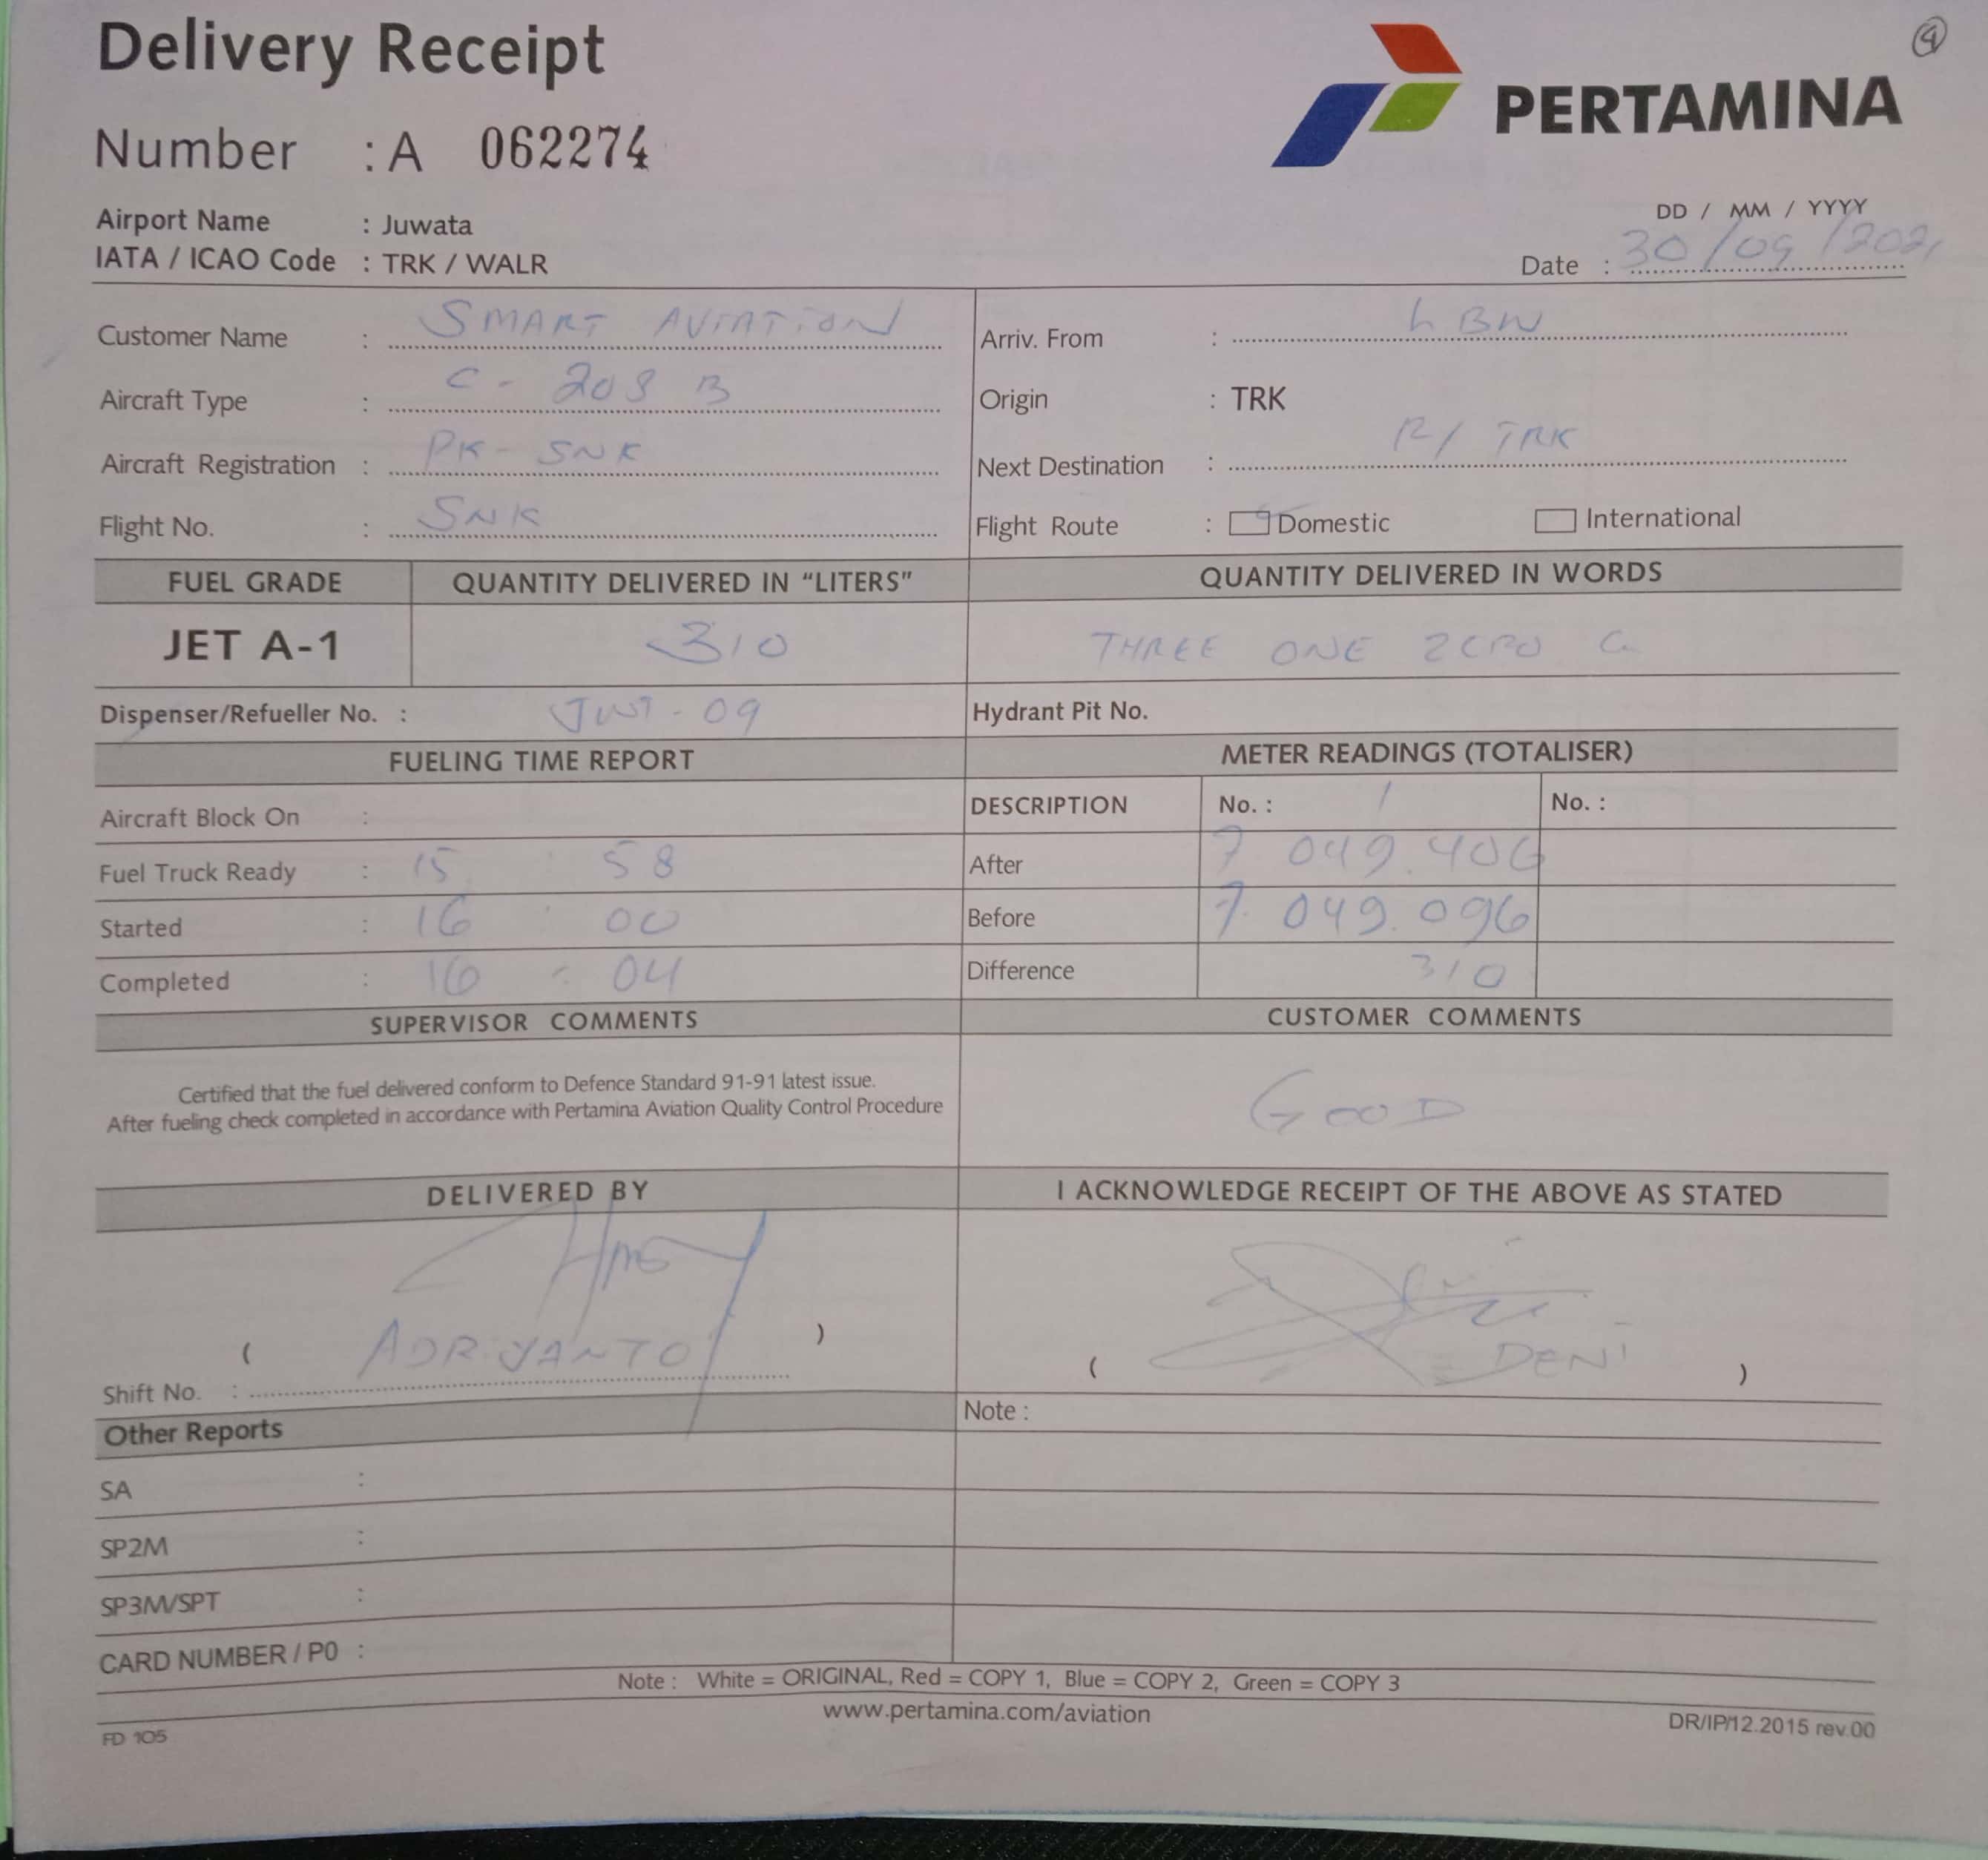 Delivery Receipt
④
PERTAMINA
Number : A 062274
Airport Name : Juwata
DD / MM / YYYY
IATA / ICAO Code : TRK / WALR
Date : 30/09/202
Customer Name : SMART AVIATION
Arriv. From : LBW
Aircraft Type : C - 208 B
Origin : TRK
Aircraft Registration : PK - SNK
Next Destination : R/ TRK
Flight No. : SNK
Flight Route : Domestic International
FUEL GRADE QUANTITY DELIVERED IN “LITERS” QUANTITY DELIVERED IN WORDS
JET A-1 310 THREE ONE ZERO
Dispenser/Refueller No. : - 09 Hydrant Pit No.
FUELING TIME REPORT METER READINGS (TOTALISER)
Aircraft Block On :
DESCRIPTION No. : 1 No. :
Fuel Truck Ready : 15 : 58
After 7 049.406
Started : 16 : 00
Before 7.049.096
Completed : 16 : 04
Difference 310
SUPERVISOR COMMENTS CUSTOMER COMMENTS
Certified that the fuel delivered conform to Defence Standard 91-91 latest issue.
After fueling check completed in accordance with Pertamina Aviation Quality Control Procedure
GOOD
DELIVERED BY I ACKNOWLEDGE RECEIPT OF THE ABOVE AS STATED
( ADRIYANTO )
( DENI )
Shift No. :
Other Reports
Note :
SA :
SP2M :
SP3M/SPT :
CARD NUMBER / P0 :
Note : White = ORIGINAL, Red = COPY 1, Blue = COPY 2, Green = COPY 3
www.pertamina.com/aviation
FD 105
DR/IP/12.2015 rev.00